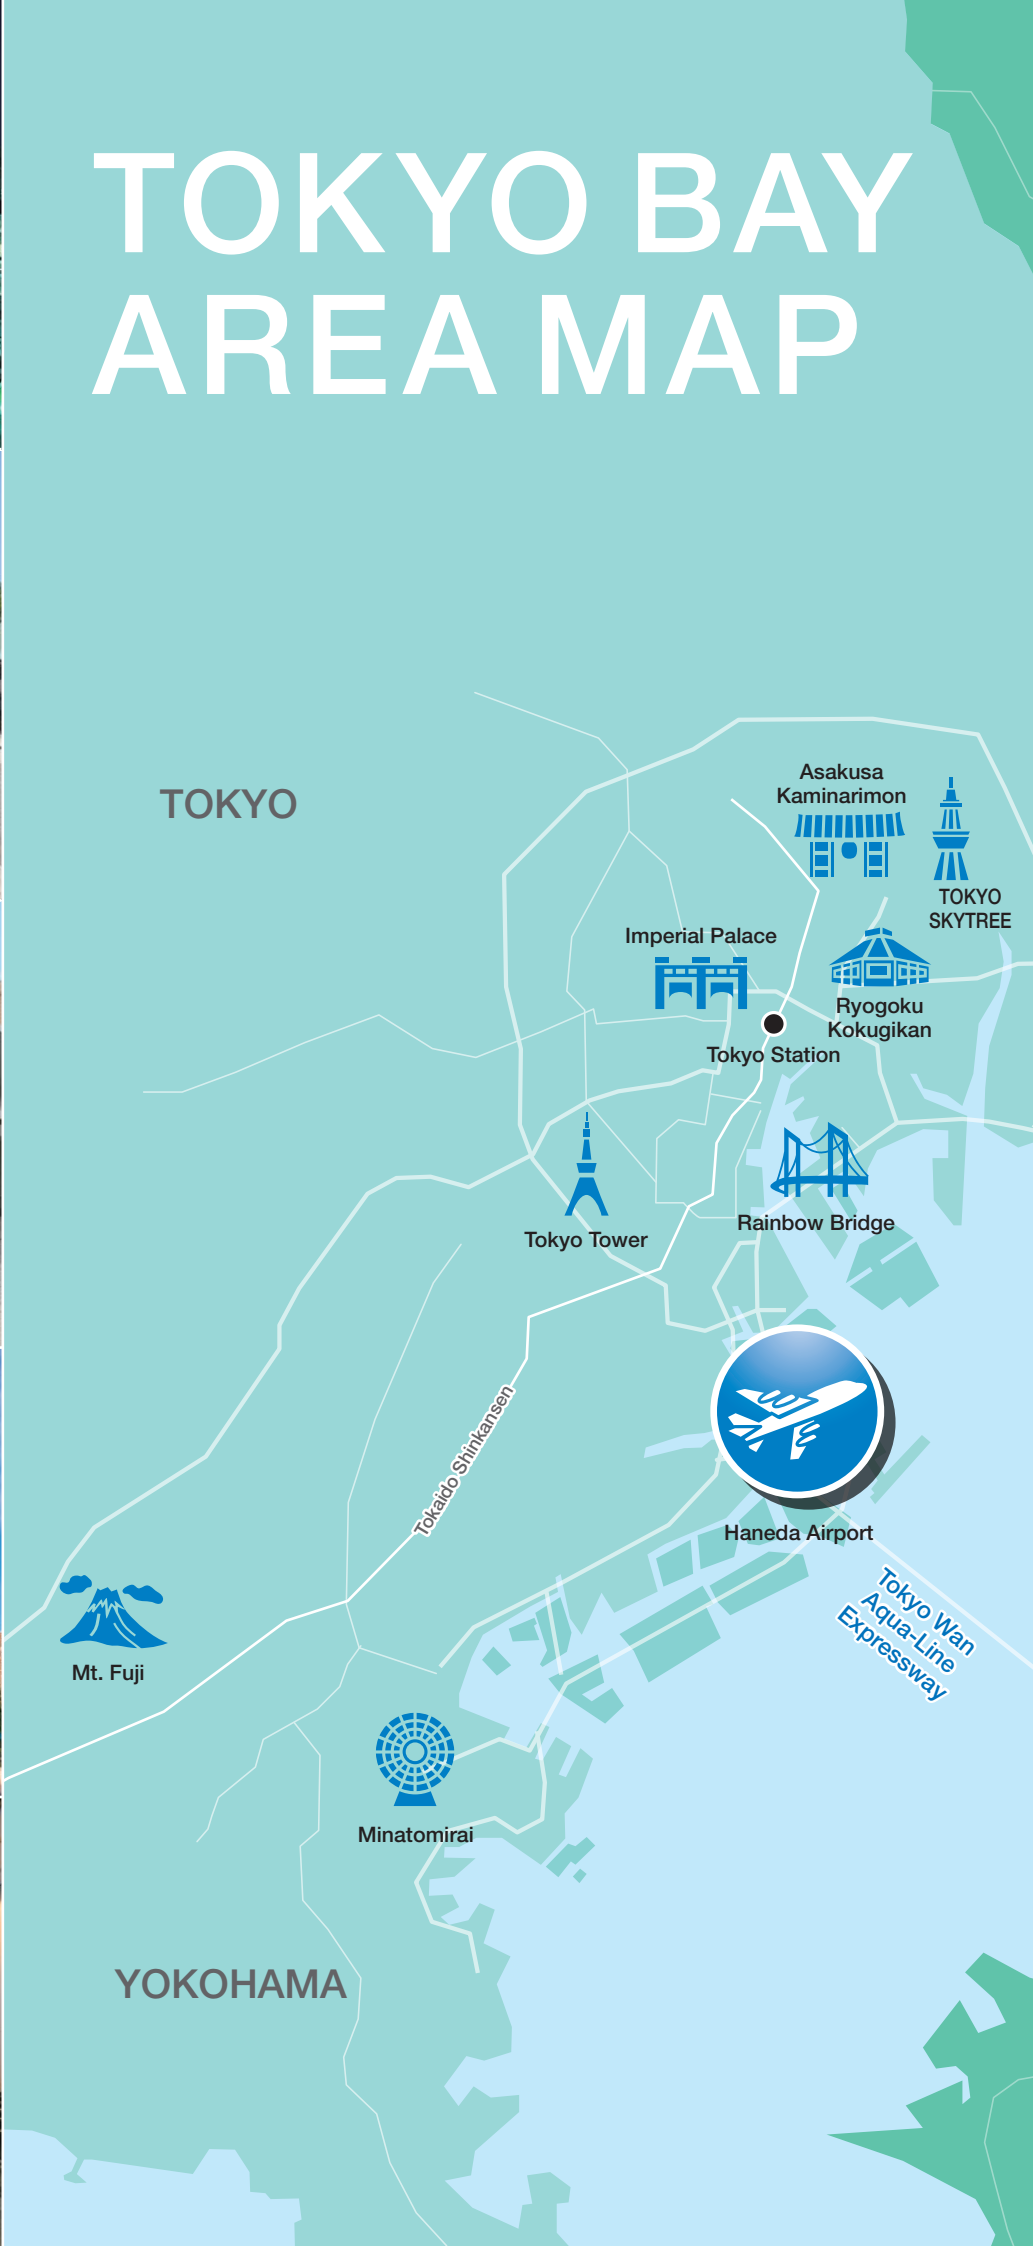 TOKYO BAY
AREA MAP
TOKYO
Asakusa
Kaminarimon
TOKYO
SKYTREE
Imperial Palace
Ryogoku
Kokugikan
Tokyo Station
Rainbow Bridge
Tokyo Tower
Tokaido Shinkansen
Haneda Airport
Tokyo Wan
Aqua-Line
Expressway
Mt. Fuji
Minatomirai
YOKOHAMA